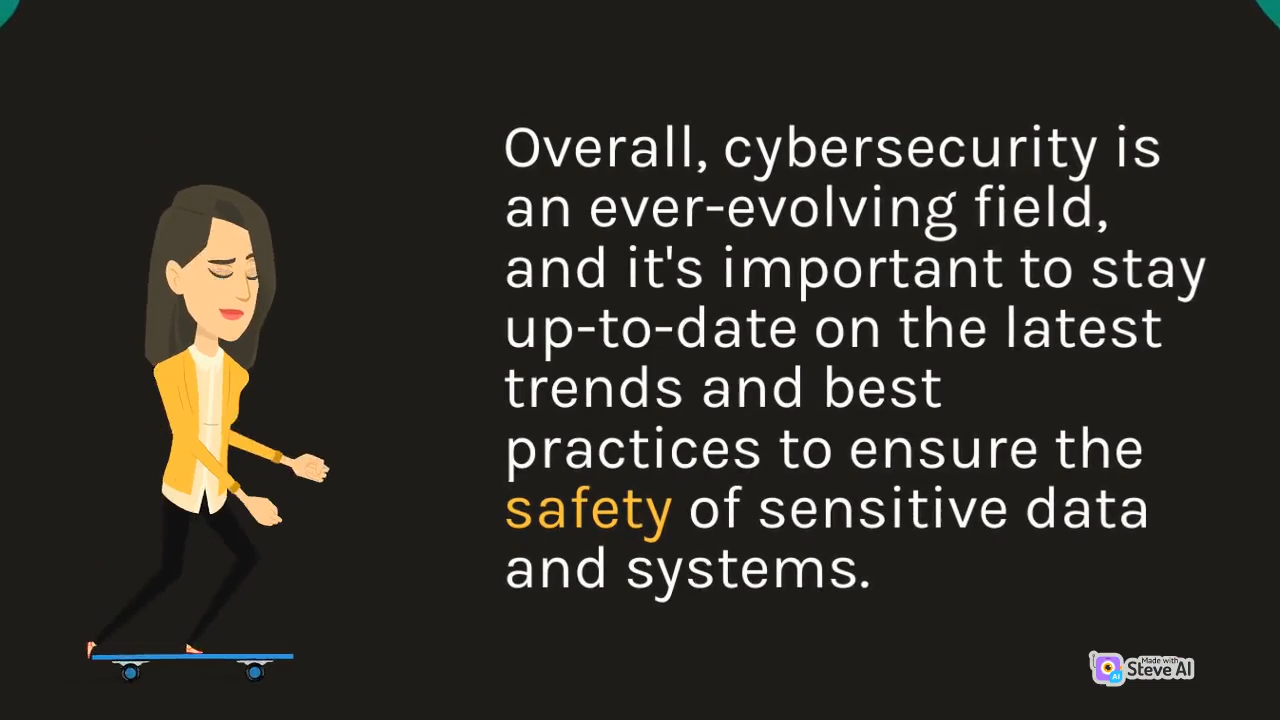 Overall, cybersecurity is
an ever-evolving field,
and it's important to stay
up-to-date on the latest
trends and best
practices to ensure the
safety of sensitive data
and systems.
Made with
Steve AI
AI